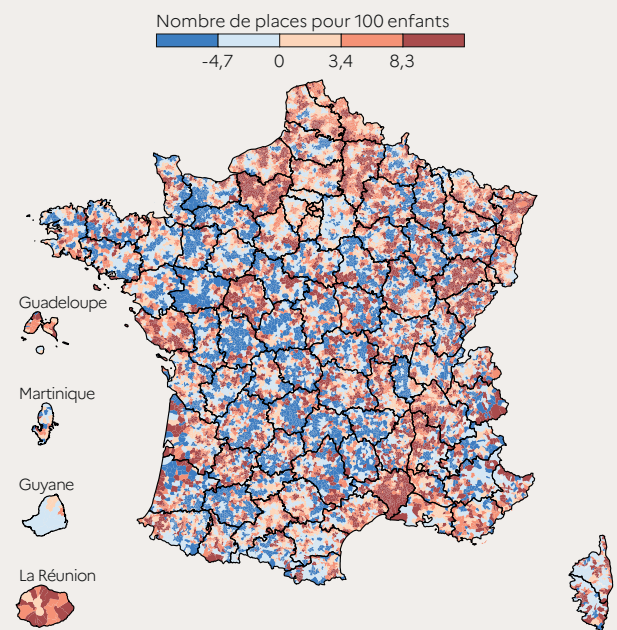 Nombre de places pour 100 enfants
-4,7 0 3,4 8,3
Guadeloupe
Martinique
Guyane
La Réunion